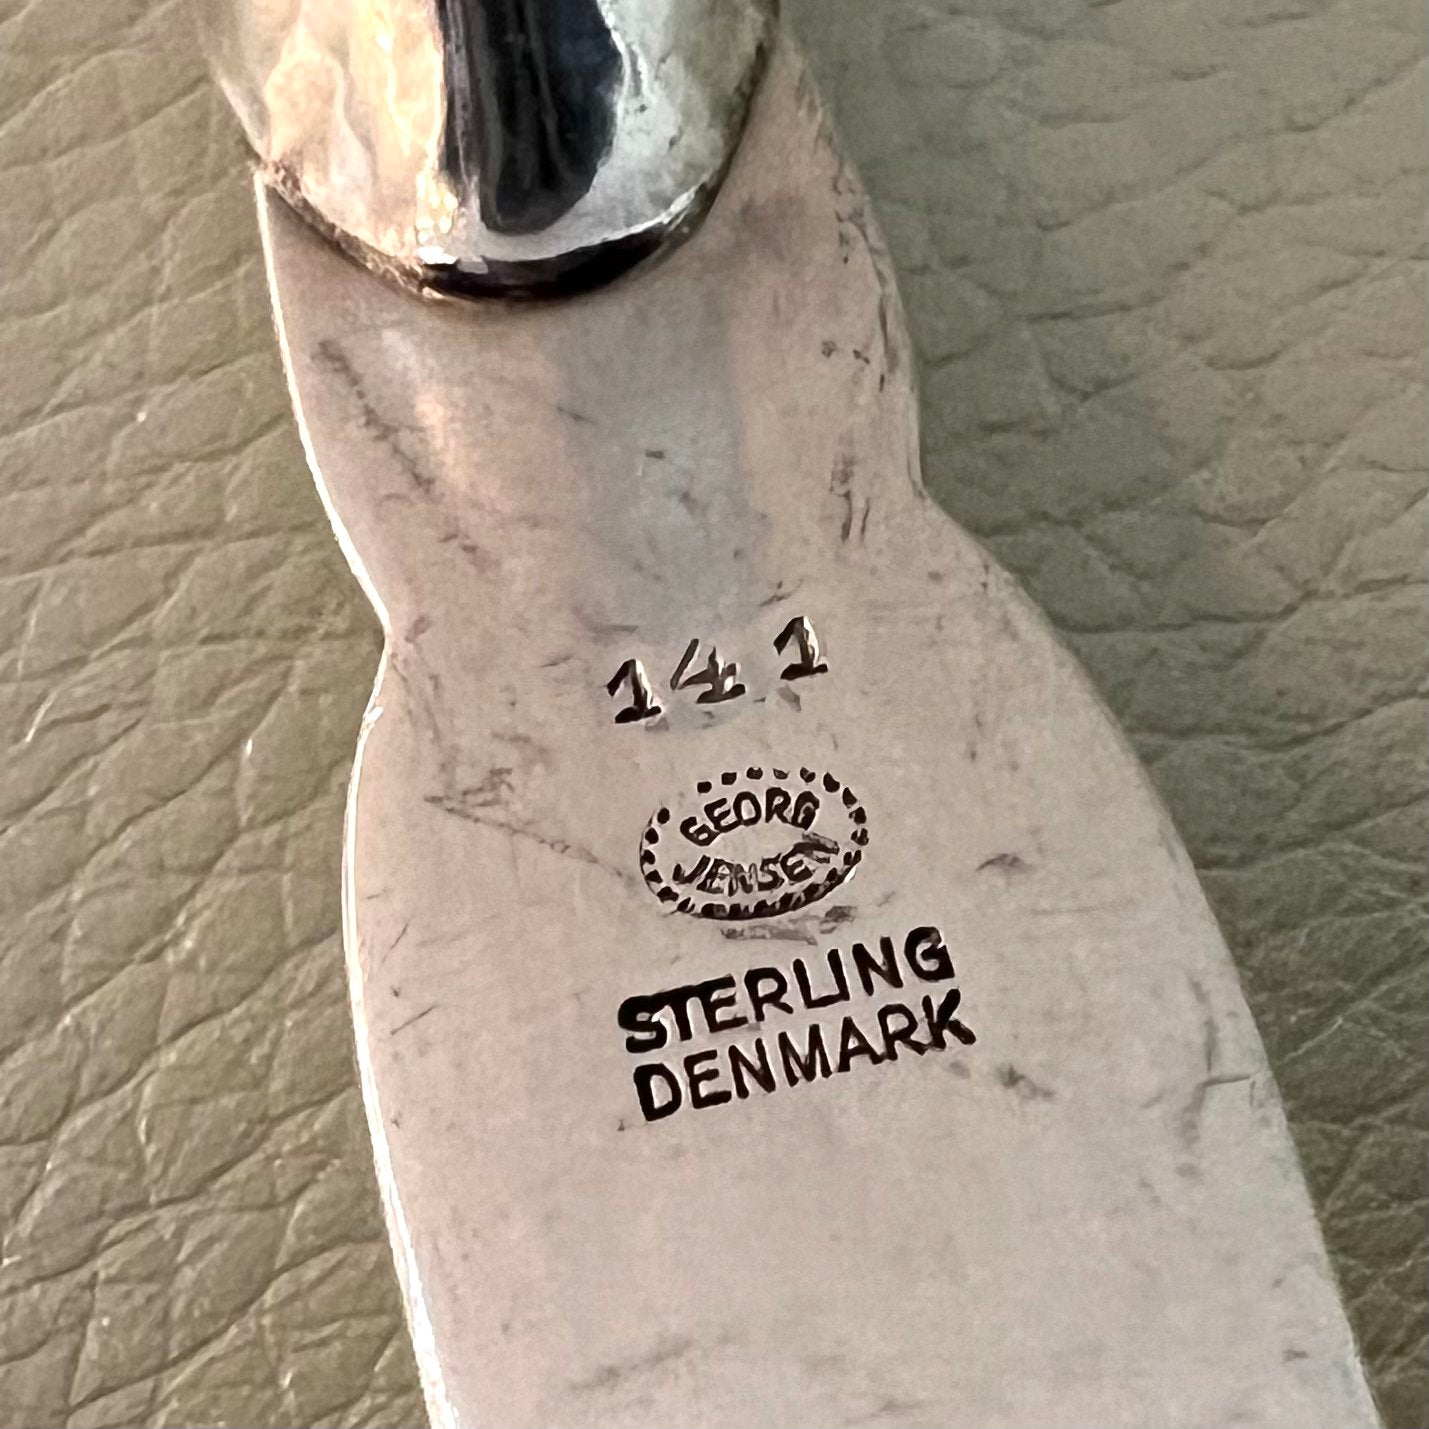 141
GEORG
JENSEN
STERLING
DENMARK